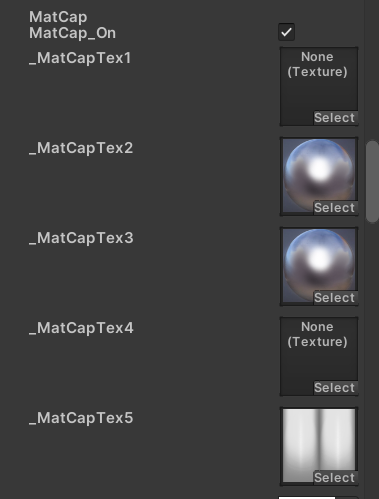 MatCap
MatCap_On
_MatCapTex1
None
(Texture)
Select
_MatCapTex2
Select
_MatCapTex3
Select
_MatCapTex4
None
(Texture)
Select
_MatCapTex5
Select